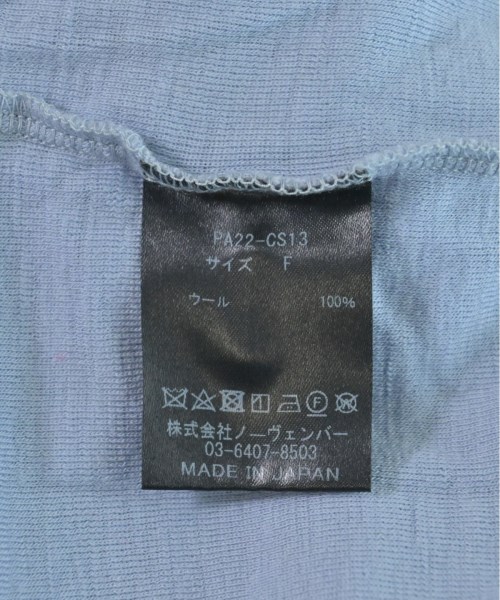 PA22-CS13
サイズ F
ウール 100%
株式会社ノーヴェンバー
03-6407-8503
MADE IN JAPAN